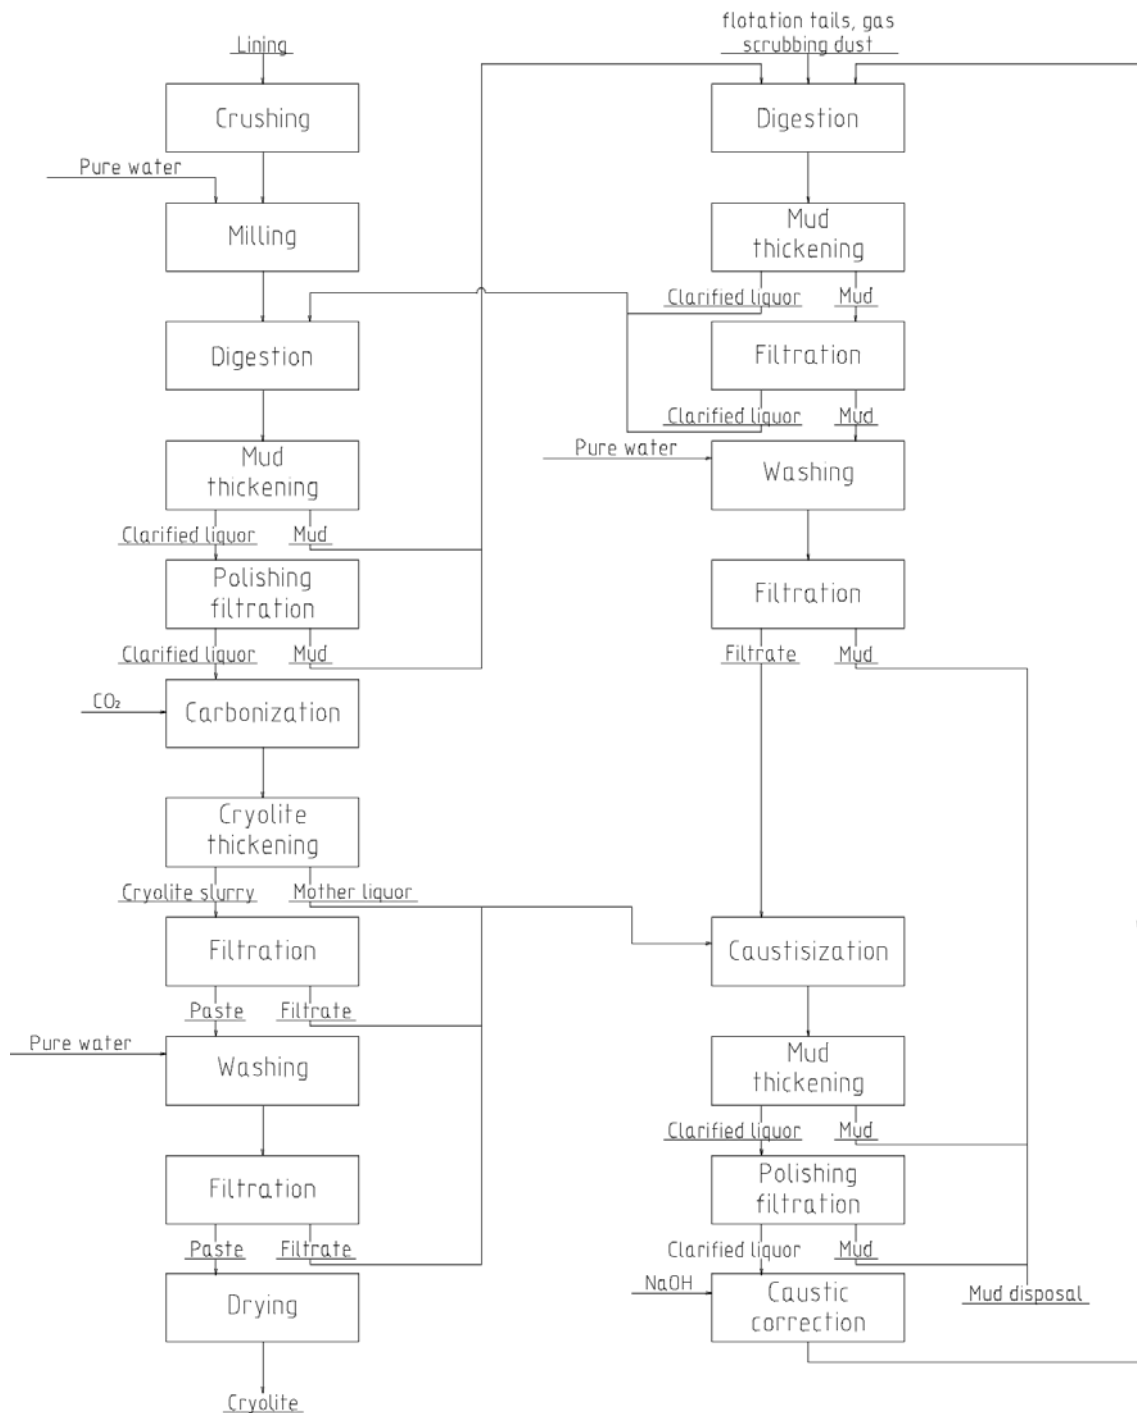 Lining
Crushing
Pure water
Milling
Digestion
Mud
thickening
Clarified liquor
Mud
Polishing
filtration
Clarified liquor
Mud
CO₂
Carbonization
Cryolite
thickening
Cryolite slurry
Mother liquor
Filtration
Paste
Filtrate
Pure water
Washing
Filtration
Paste
Filtrate
Drying
Cryolite
flotation tails, gas
scrubbing dust
Digestion
Mud
thickening
Clarified liquor
Mud
Filtration
Clarified liquor
Mud
Pure water
Washing
Filtration
Filtrate
Mud
Caustisization
Mud
thickening
Clarified liquor
Mud
Polishing
filtration
Clarified liquor
Mud
NaOH
Caustic
correction
Mud disposal